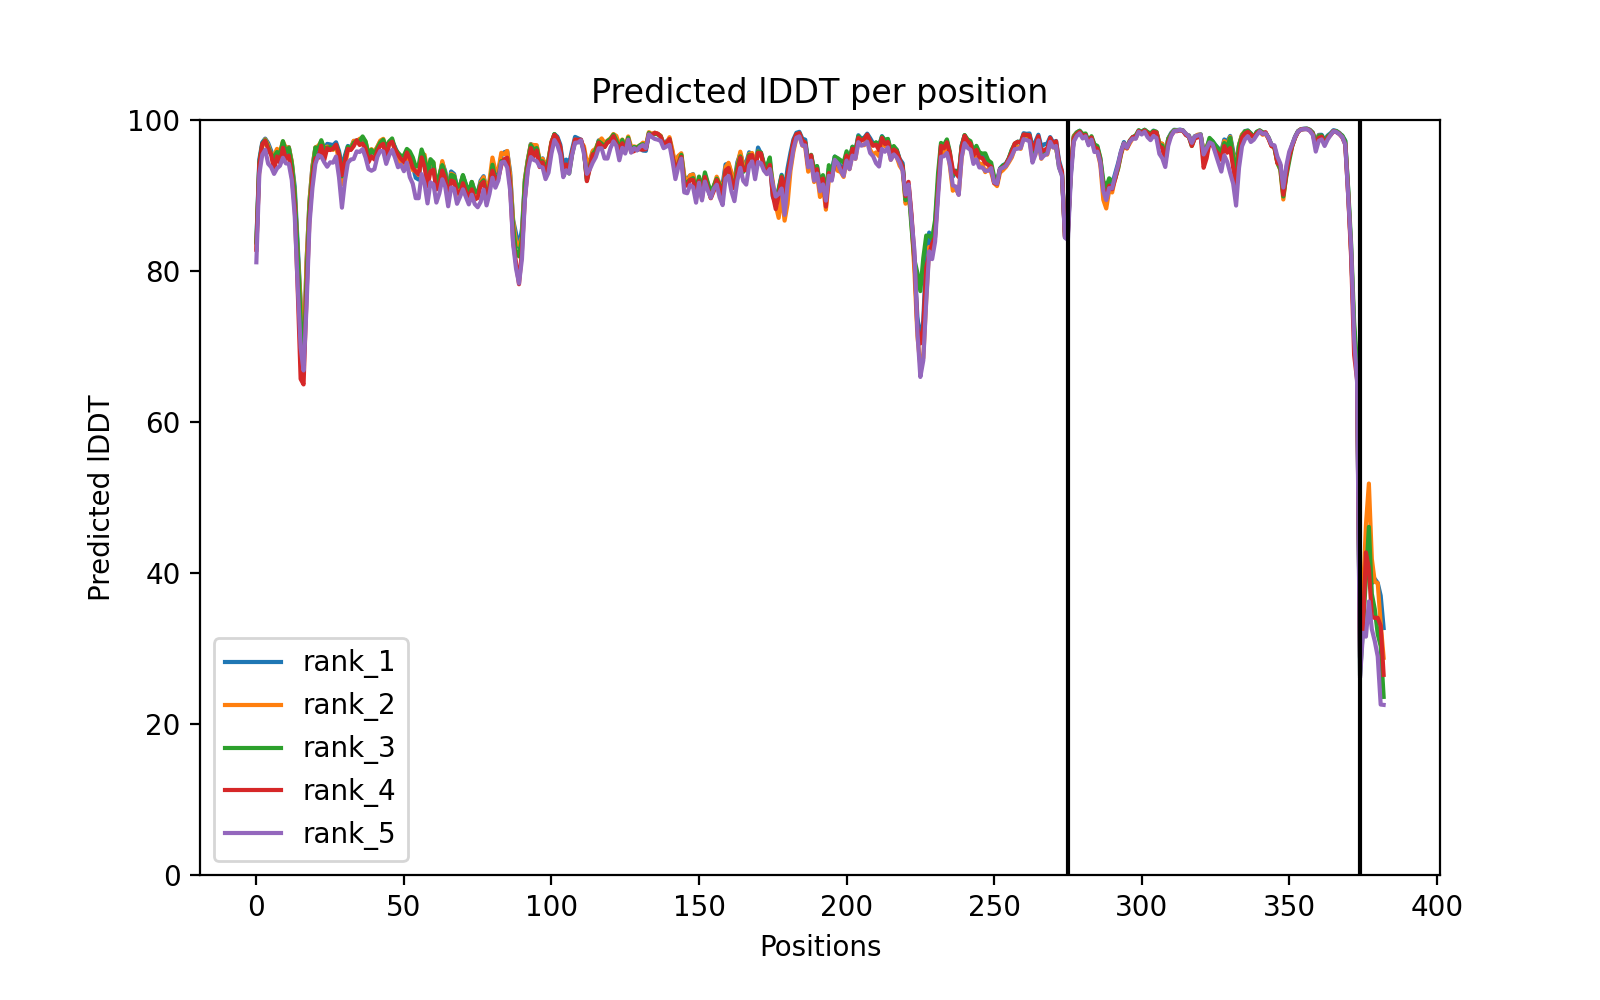 Predicted lDDT per position
100
80
60
40
20
0
Predicted lDDT
rank_1
rank_2
rank_3
rank_4
rank_5
0 50 100 150 200 250 300 350 400
Positions